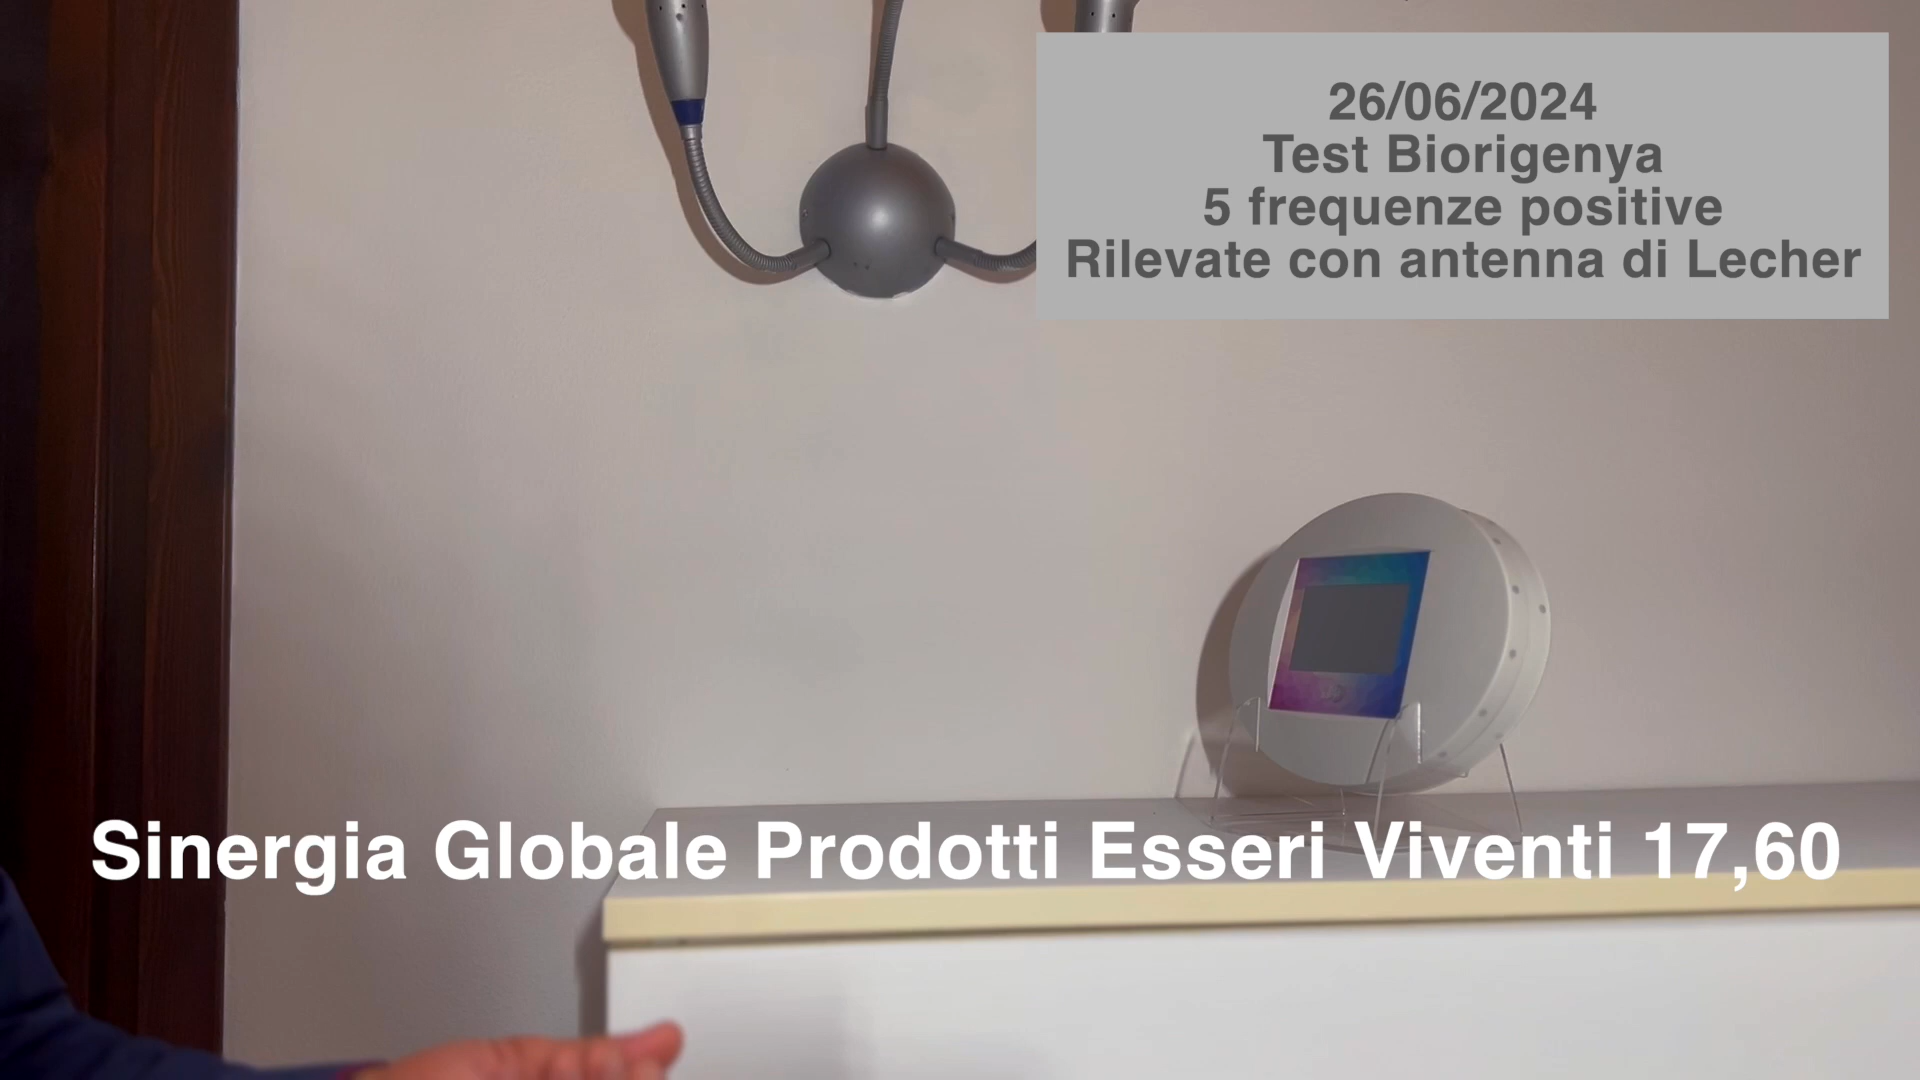 26/06/2024
Test Biorigenya
5 frequenze positive
Rilevate con antenna di Lecher
Sinergia Globale Prodotti Esseri Viventi 17,60